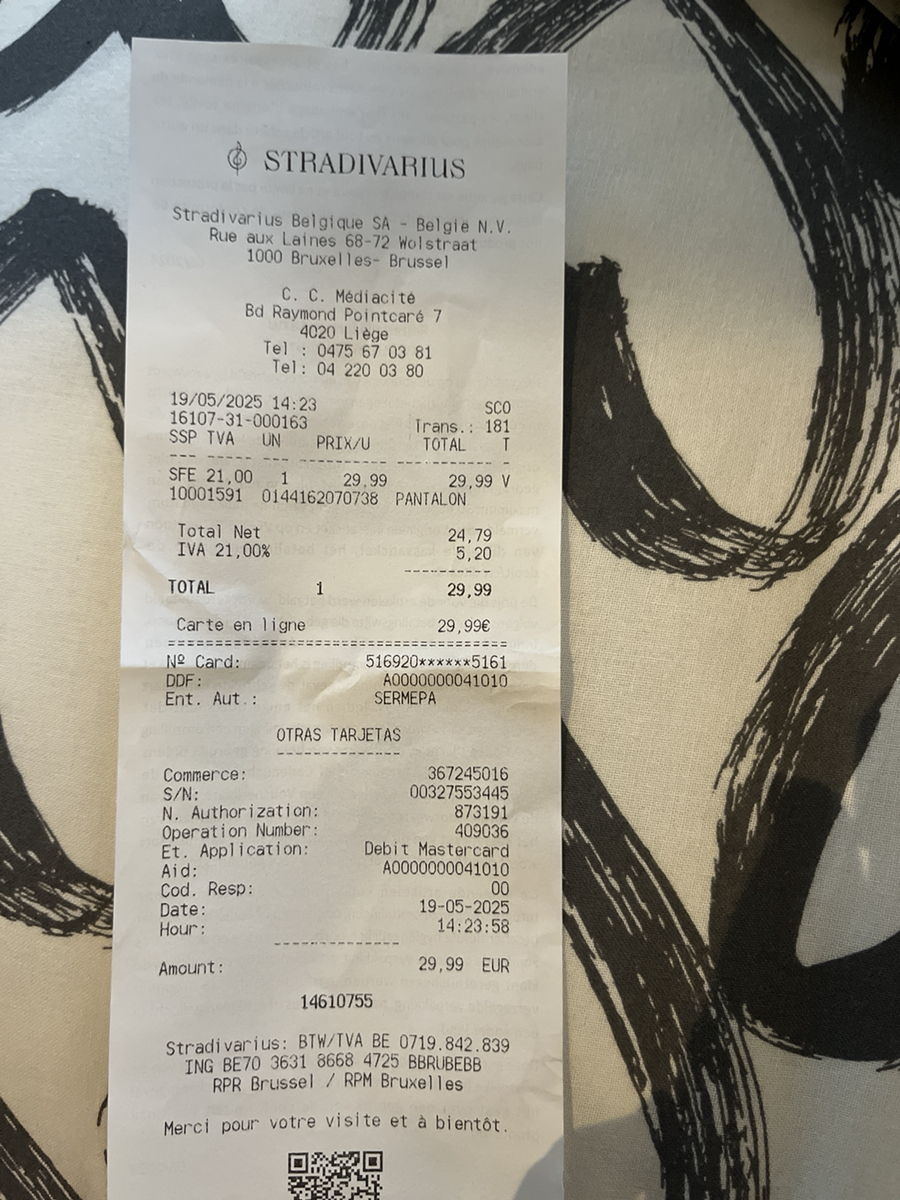 STRADIVARIUS
Stradivarius Belgique SA - België N.V.
Rue aux Laines 68-72 Wolstraat
1000 Bruxelles- Brussel
C. C. Médiacité
Bd Raymond Pointcaré 7
4020 Liège
Tel : 0475 67 03 81
Tel: 04 220 03 80
19/05/2025 14:23 SCO
16107-31-000163 Trans.: 181
SSP TVA UN PRIX/U TOTAL T
--- ----- --- --------- ----------- -
SFE 21,00 1 29,99 29,99 V
10001591 0144162070738 PANTALON
Total Net 24,79
IVA 21,00% 5,20
----------
TOTAL 1 29,99
Carte en ligne 29,99€
======================================
Nº Card: 516920******5161
DDF: A0000000041010
Ent. Aut.: SERMEPA
OTRAS TARJETAS
--------------
Commerce: 367245016
S/N: 00327553445
N. Authorization: 873191
Operation Number: 409036
Et. Application: Debit Mastercard
Aid: A0000000041010
Cod. Resp: 00
Date: 19-05-2025
Hour: 14:23:58
--------------
Amount: 29,99 EUR
14610755
Stradivarius: BTW/TVA BE 0719.842.839
ING BE70 3631 8668 4725 BBRUBEBB
RPR Brussel / RPM Bruxelles
Merci pour votre visite et à bientôt.